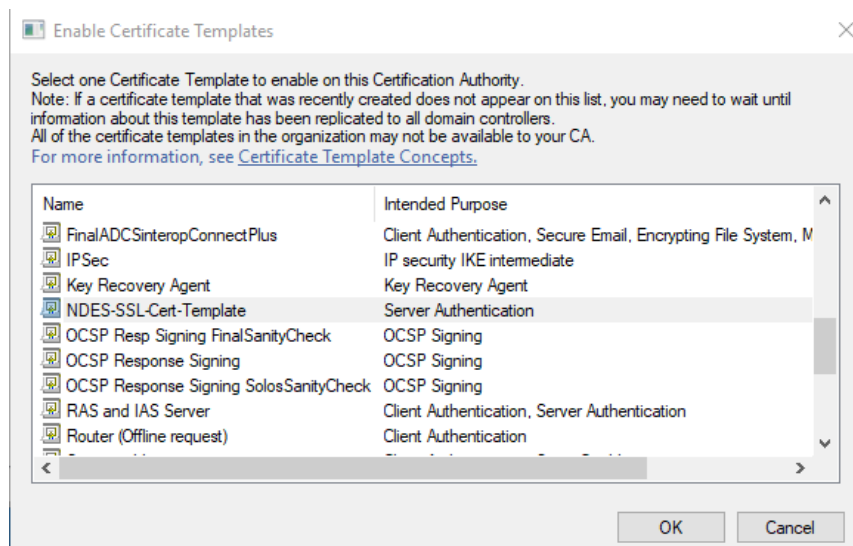 Enable Certificate Templates
Select one Certificate Template to enable on this Certification Authority.
Note: If a certificate template that was recently created does not appear on this list, you may need to wait until
information about this template has been replicated to all domain controllers.
All of the certificate templates in the organization may not be available to your CA.
For more information, see Certificate Template Concepts.
Name Intended Purpose
FinalADCSinteropConnectPlus Client Authentication, Secure Email, Encrypting File System, M
IPSec IP security IKE intermediate
Key Recovery Agent Key Recovery Agent
NDES-SSL-Cert-Template Server Authentication
OCSP Resp Signing FinalSanityCheck OCSP Signing
OCSP Response Signing OCSP Signing
OCSP Response Signing SolosSanityCheck OCSP Signing
RAS and IAS Server Client Authentication, Server Authentication
Router (Offline request) Client Authentication
OK Cancel